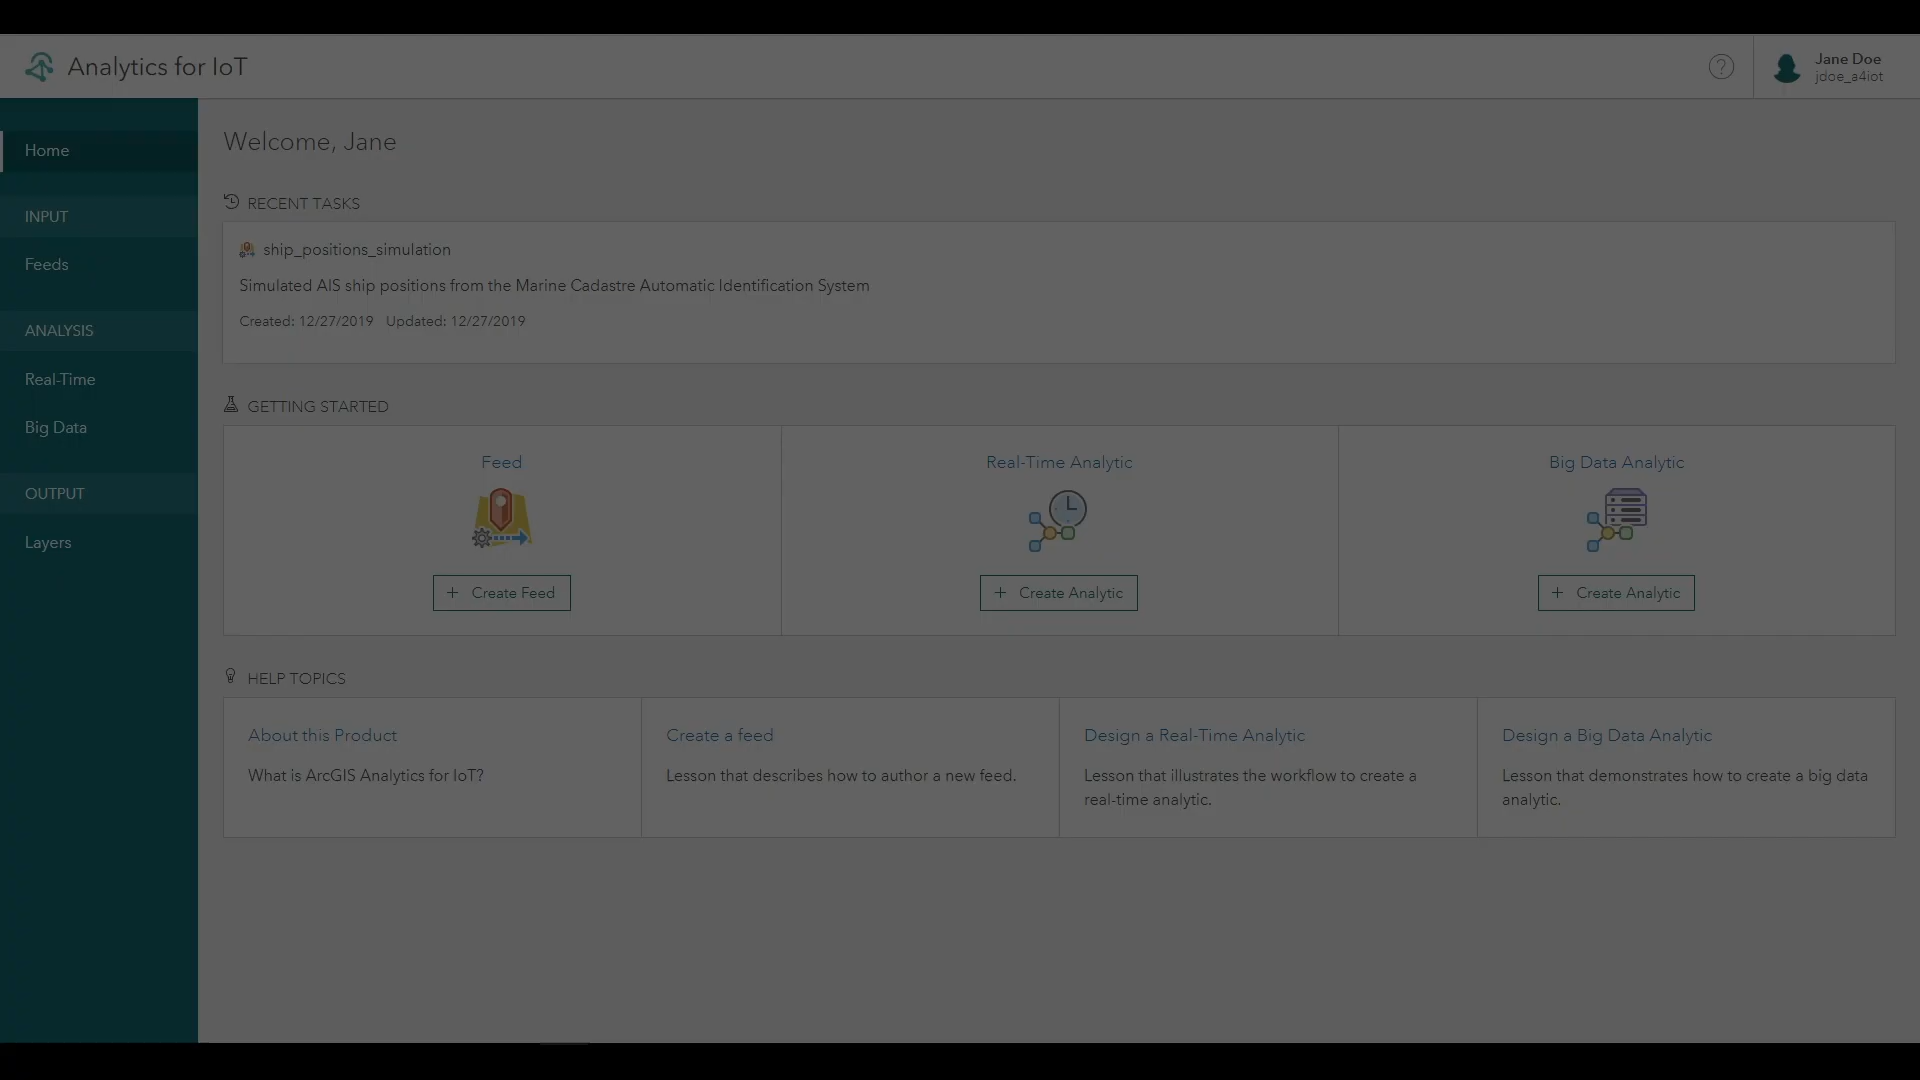 Analytics for IoT
?
Jane Doe
jdoe_a4iot
Home
INPUT
Feeds
ANALYSIS
Real-Time
Big Data
OUTPUT
Layers
Welcome, Jane
RECENT TASKS
ship_positions_simulation
Simulated AIS ship positions from the Marine Cadastre Automatic Identification System
Created: 12/27/2019 Updated: 12/27/2019
GETTING STARTED
Feed
+ Create Feed
Real-Time Analytic
+ Create Analytic
Big Data Analytic
+ Create Analytic
HELP TOPICS
About this Product
What is ArcGIS Analytics for IoT?
Create a feed
Lesson that describes how to author a new feed.
Design a Real-Time Analytic
Lesson that illustrates the workflow to create a
real-time analytic.
Design a Big Data Analytic
Lesson that demonstrates how to create a big data
analytic.